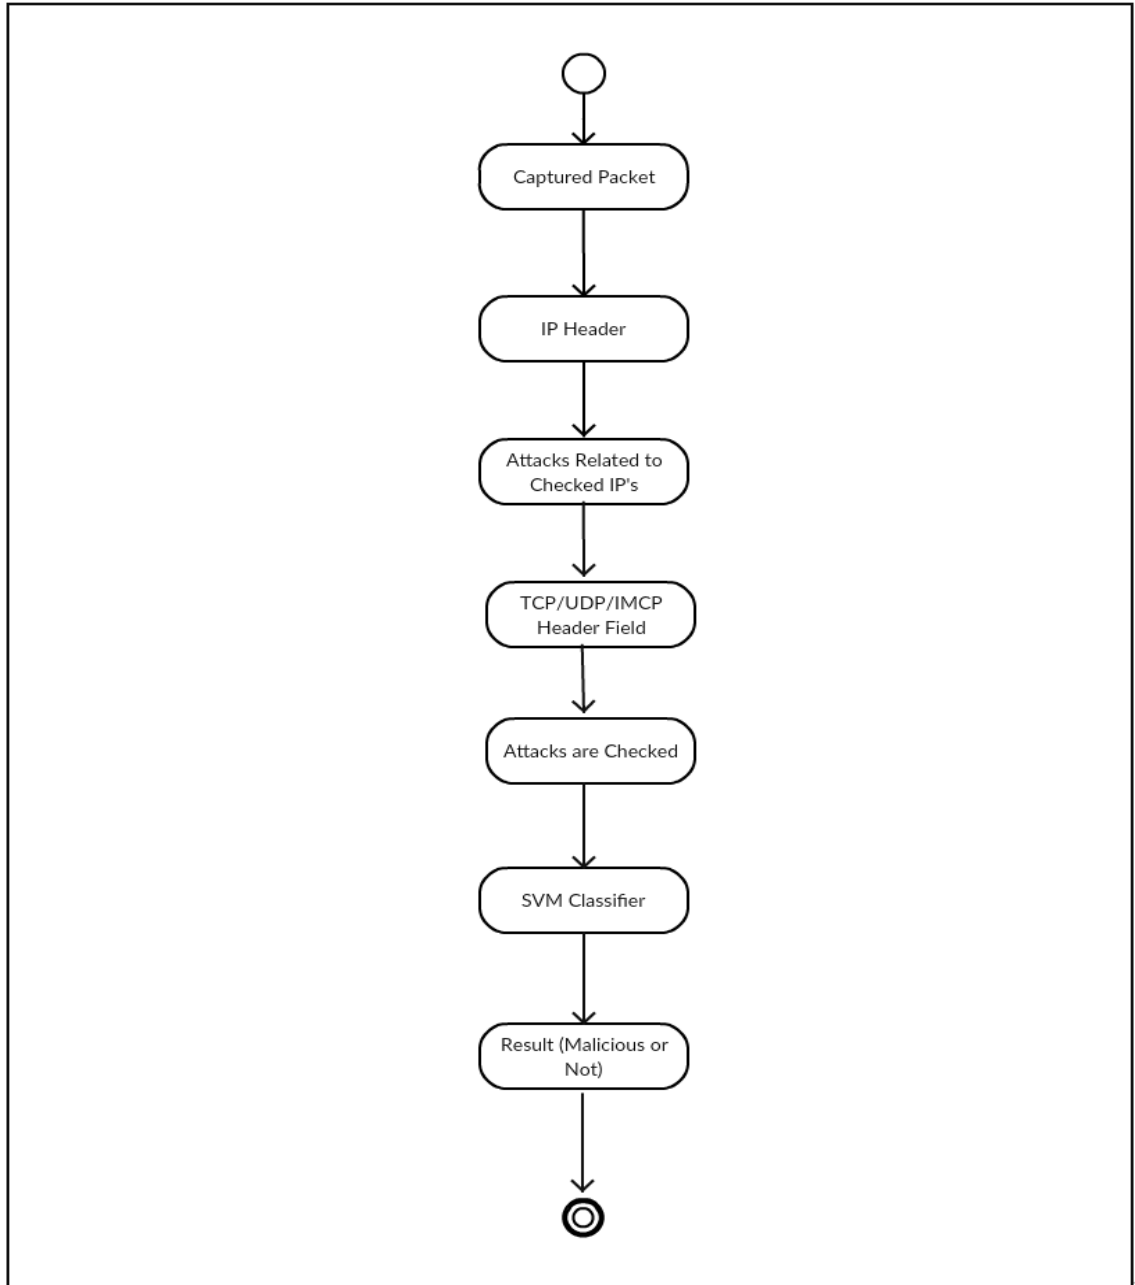 Captured Packet
IP Header
Attacks Related to
Checked IP's
TCP/UDP/IMCP
Header Field
Attacks are Checked
SVM Classifier
Result (Malicious or
Not)